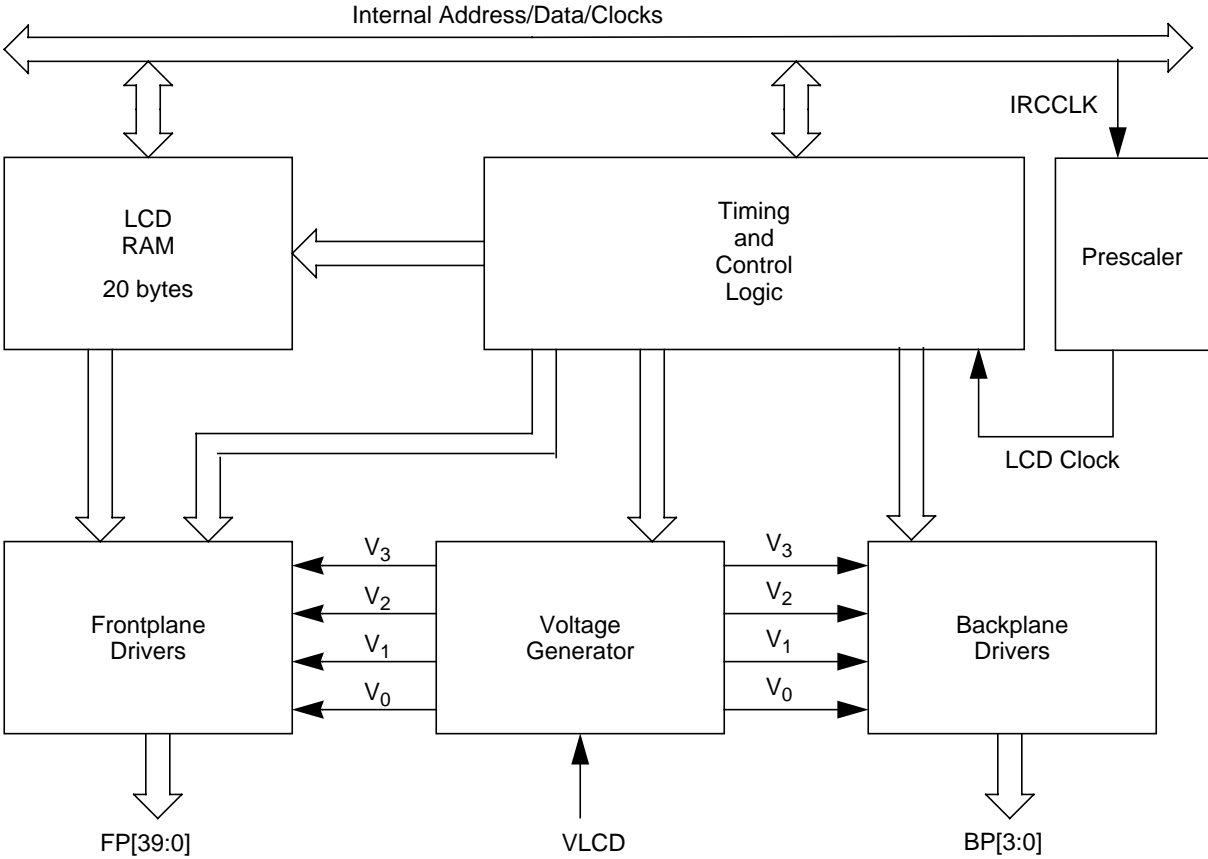 Internal Address/Data/Clocks
IRCCLK
LCD
RAM
20 bytes
Timing
and
Control
Logic
Prescaler
LCD Clock
V3
V2
V1
V0
V3
V2
V1
V0
Frontplane
Drivers
Voltage
Generator
Backplane
Drivers
FP[39:0]
VLCD
BP[3:0]